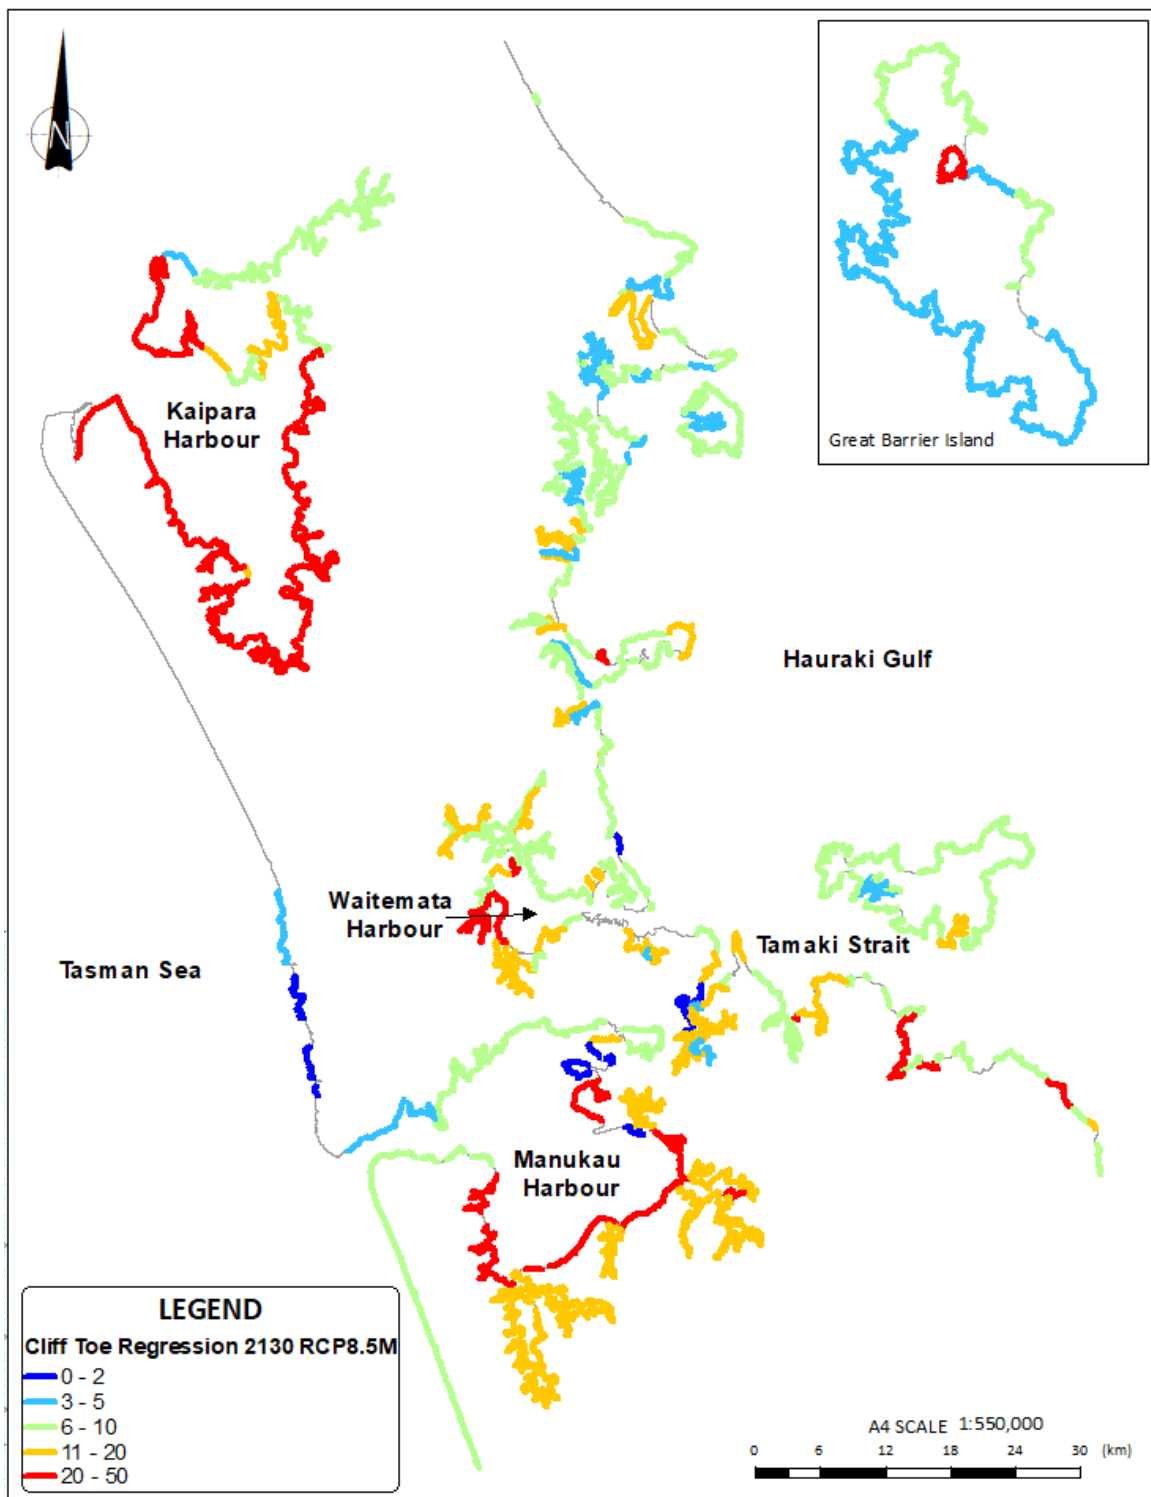 N
Great Barrier Island
Kaipara
Harbour
Hauraki Gulf
Waitemata
Harbour
Tamaki Strait
Tasman Sea
Manukau
Harbour
LEGEND
Cliff Toe Regression 2130 RCP8.5M
0 - 2
3 - 5
6 - 10
11 - 20
20 - 50
A4 SCALE 1:550,000
0 6 12 18 24 30 (km)